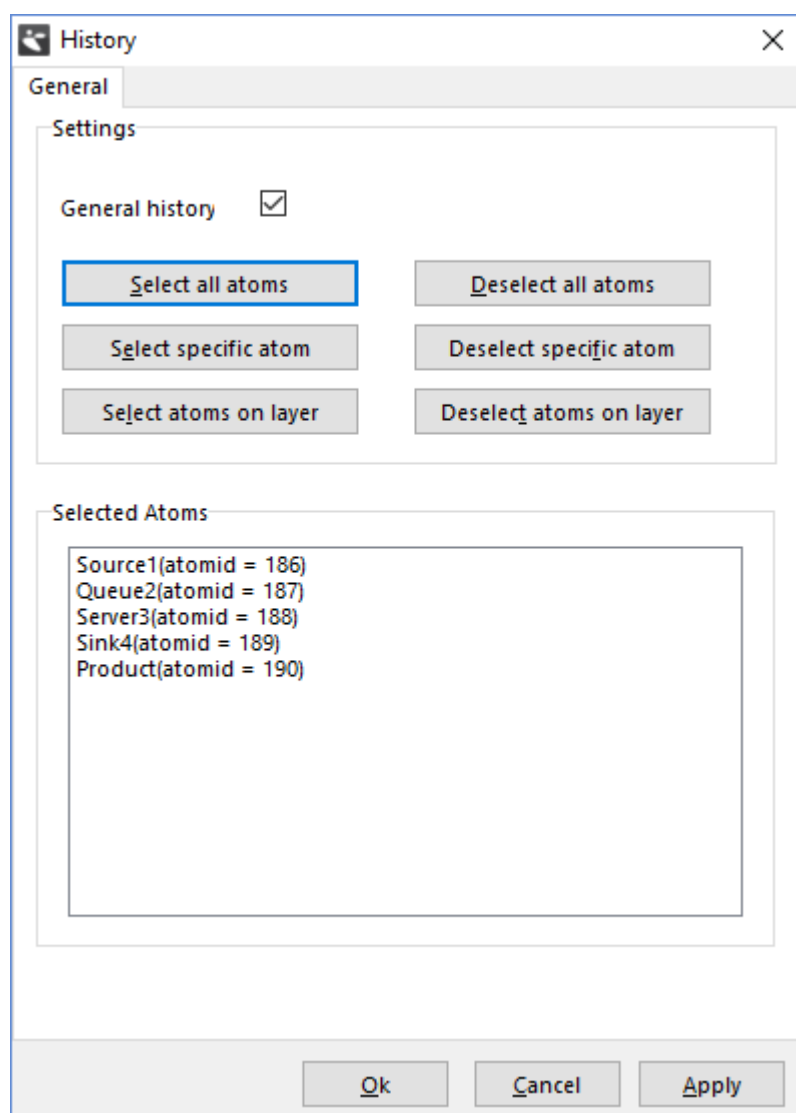 History
General
Settings
General history
Select all atoms
Deselect all atoms
Select specific atom
Deselect specific atom
Select atoms on layer
Deselect atoms on layer
Selected Atoms
Source1(atomid = 186)
Queue2(atomid = 187)
Server3(atomid = 188)
Sink4(atomid = 189)
Product(atomid = 190)
Ok
Cancel
Apply